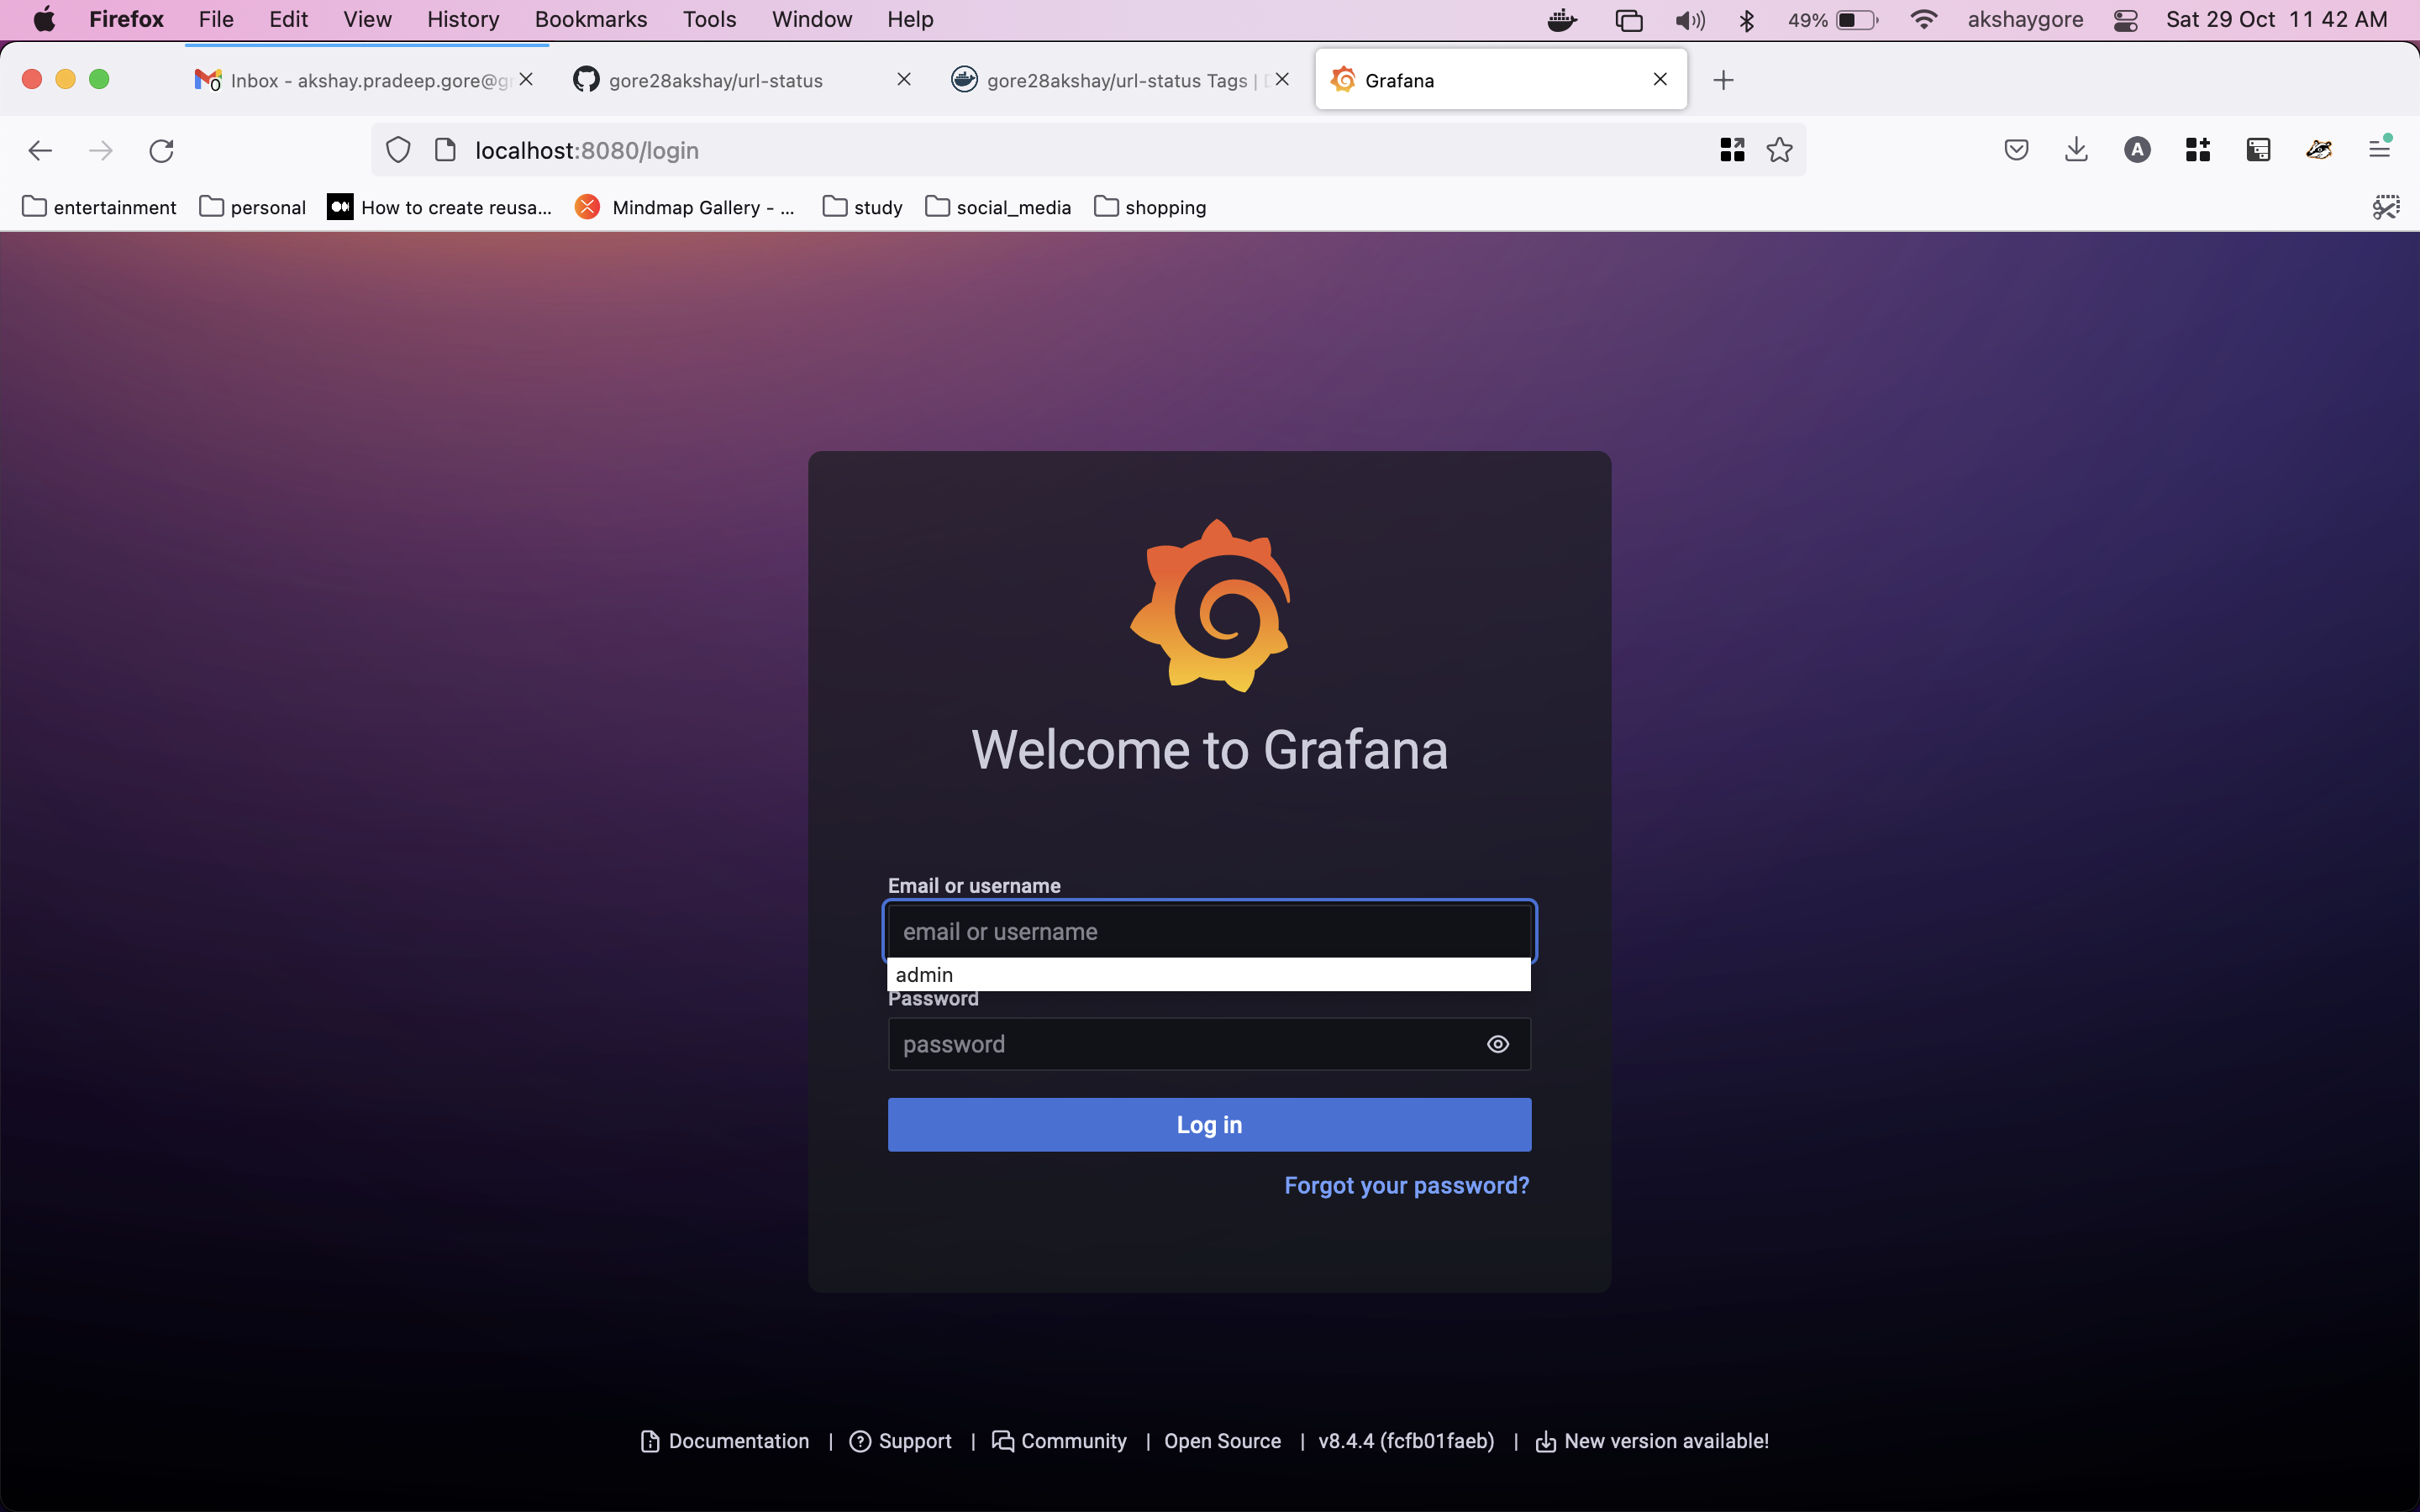 Firefox File Edit View History Bookmarks Tools Window Help 49% akshaygore Sat 29 Oct 11 42 AM
Inbox - akshay.pradeep.gore@gr gore28akshay/url-status gore28akshay/url-status Tags | D Grafana
localhost:8080/login A
entertainment personal How to create reusa... Mindmap Gallery - ... study social_media shopping
Welcome to Grafana
Email or username
email or username
admin
Password
password
Log in
Forgot your password?
Documentation | Support | Community | Open Source | v8.4.4 (fcfb01faeb) | New version available!